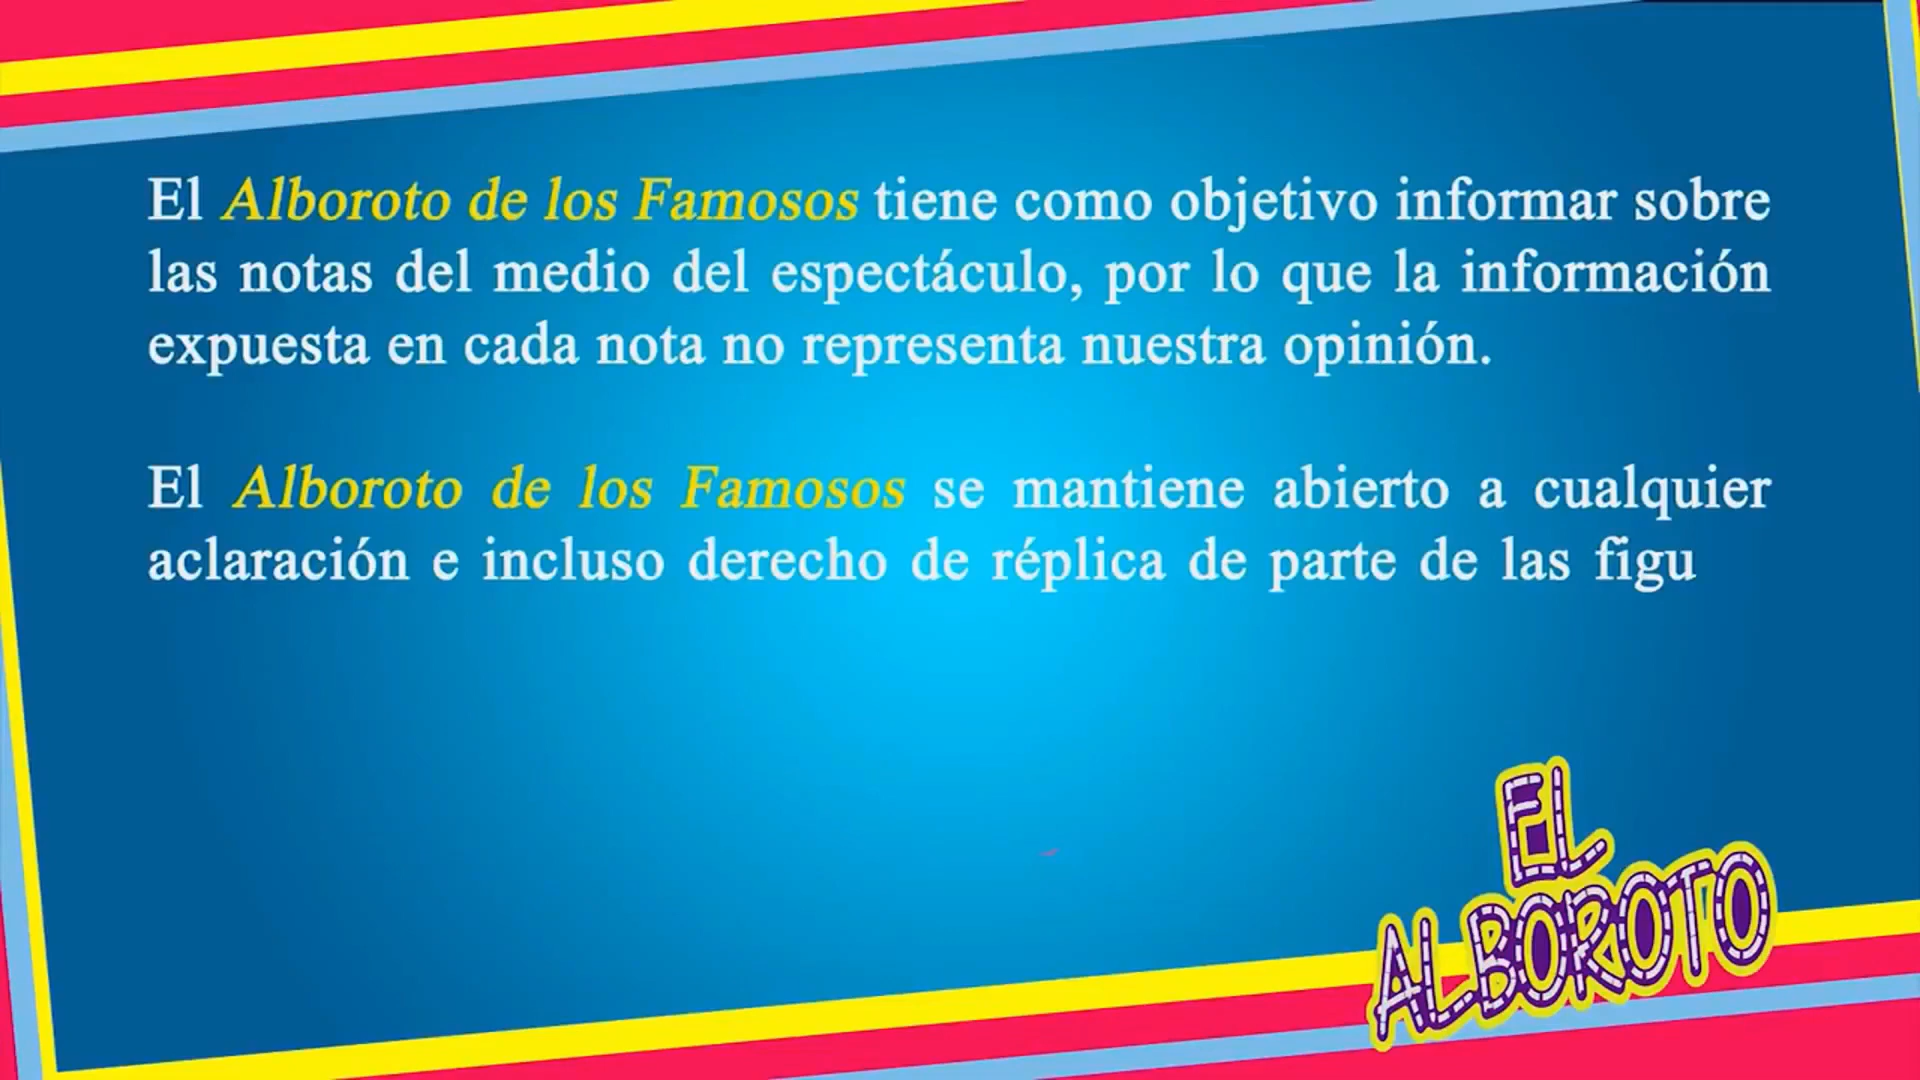 El Alboroto de los Famosos tiene como objetivo informar sobre
las notas del medio del espectáculo, por lo que la información
expuesta en cada nota no representa nuestra opinión.
El Alboroto de los Famosos se mantiene abierto a cualquier
aclaración e incluso derecho de réplica de parte de las figu
EL
ALBOROTO